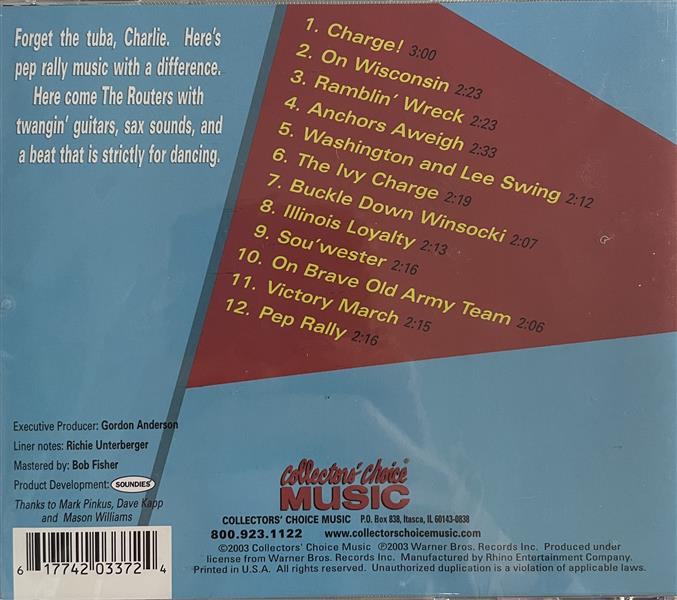 Forget the tuba, Charlie. Here's
pep rally music with a difference.
Here come The Routers with
twangin' guitars, sax sounds, and
a beat that is strictly for dancing.
1. Charge! 3:00
2. On Wisconsin 2:23
3. Ramblin' Wreck 2:23
4. Anchors Aweigh 2:33
5. Washington and Lee Swing 2:12
6. The Ivy Charge 2:19
7. Buckle Down Winsocki 2:07
8. Illinois Loyalty 2:13
9. Sou'wester 2:16
10. On Brave Old Army Team 2:06
11. Victory March 2:15
12. Pep Rally 2:16
Executive Producer: Gordon Anderson
Liner notes: Richie Unterberger
Mastered by: Bob Fisher
Product Development: SOUNDIES
Thanks to Mark Pinkus, Dave Kapp
and Mason Williams
Collectors' Choice
MUSIC
COLLECTORS' CHOICE MUSIC P.O. Box 838, Itasca, IL 60143-0838
800.923.1122 www.collectorschoicemusic.com
©2003 Collectors' Choice Music ℗2003 Warner Bros. Records Inc. Produced under
license from Warner Bros. Records Inc. Manufactured by Rhino Entertainment Company.
Printed in U.S.A. All rights reserved. Unauthorized duplication is a violation of applicable laws.
6 17742 03372 4